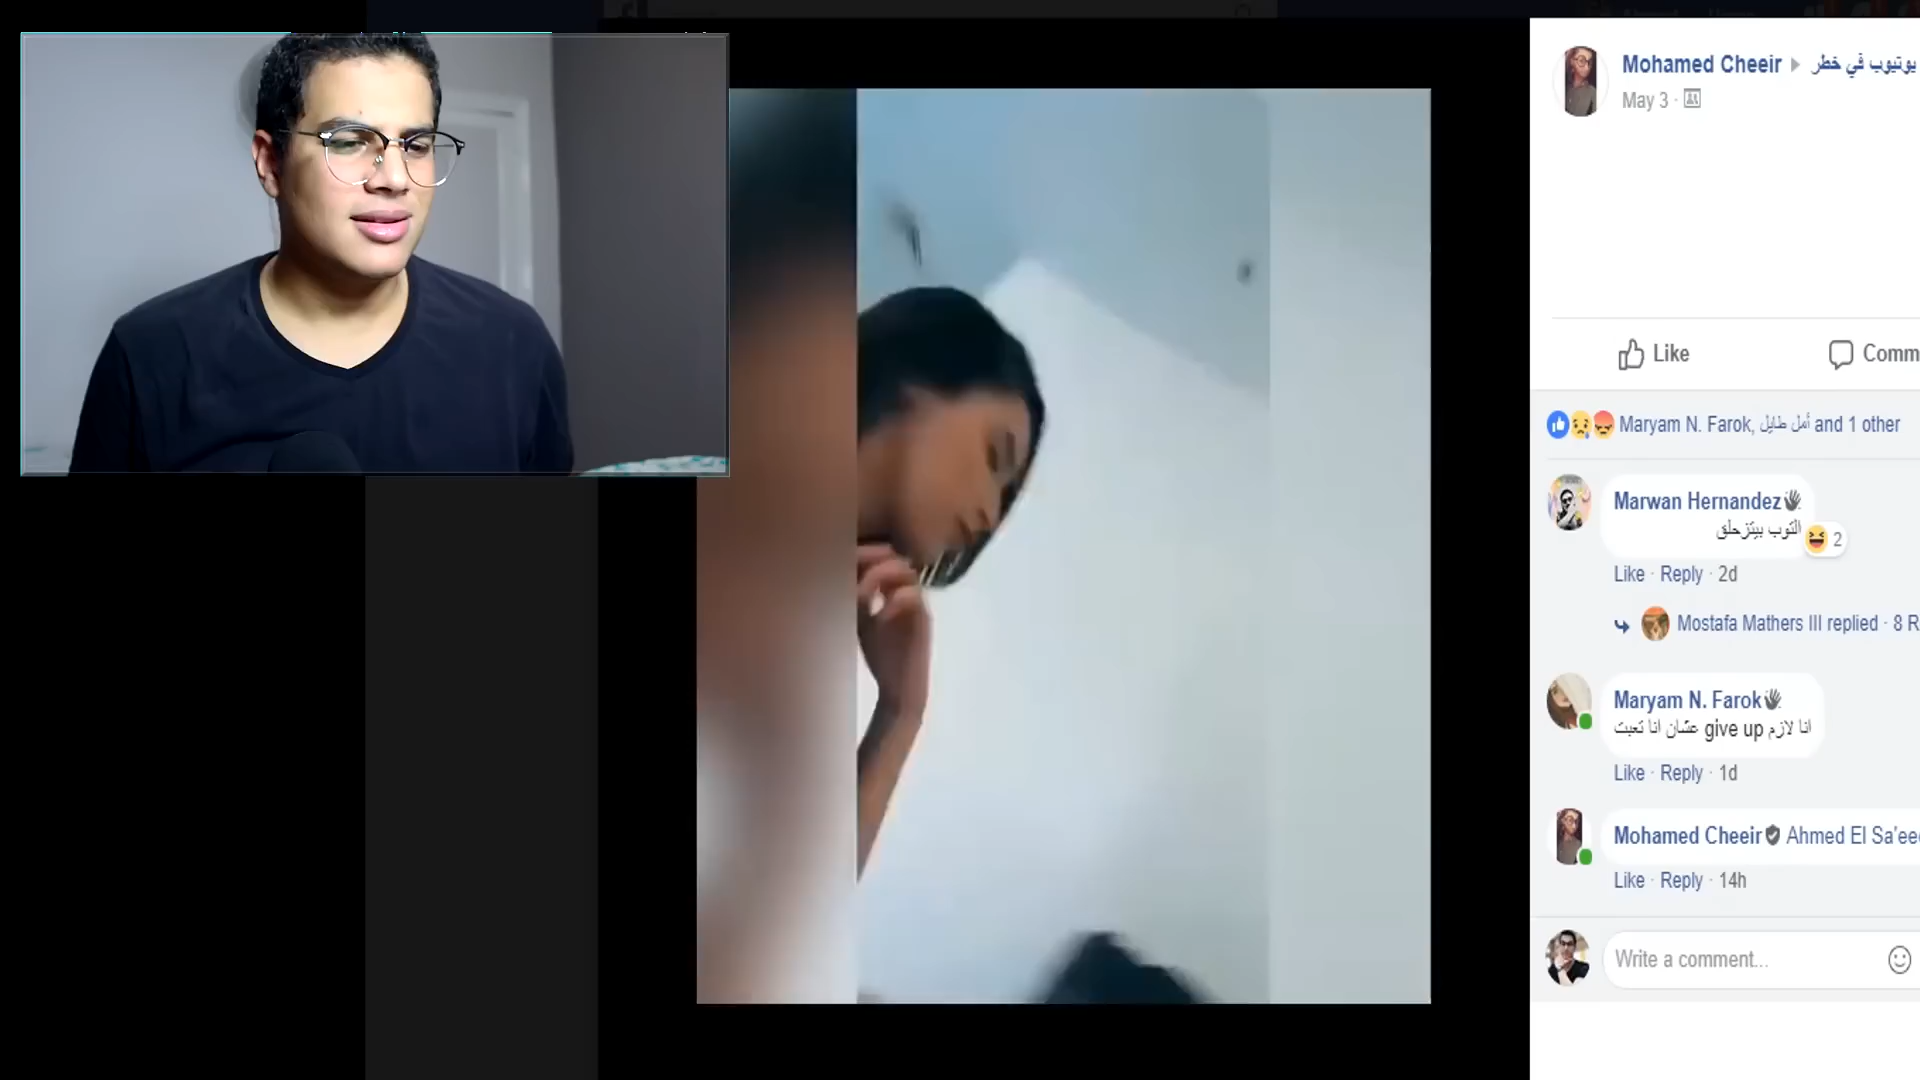 Mohamed Cheeir ▸ يوتيوب في خطر
May 3 ·
Like
Comm
Maryam N. Farok, أمل طايل and 1 other
Marwan Hernandez
التوب بيتزحلق
2
Like · Reply · 2d
Mostafa Mathers III replied · 8 R
Maryam N. Farok
انا لازم give up عشان انا تعبت
Like · Reply · 1d
Mohamed Cheeir Ahmed El Sa'eed
Like · Reply · 14h
Write a comment...